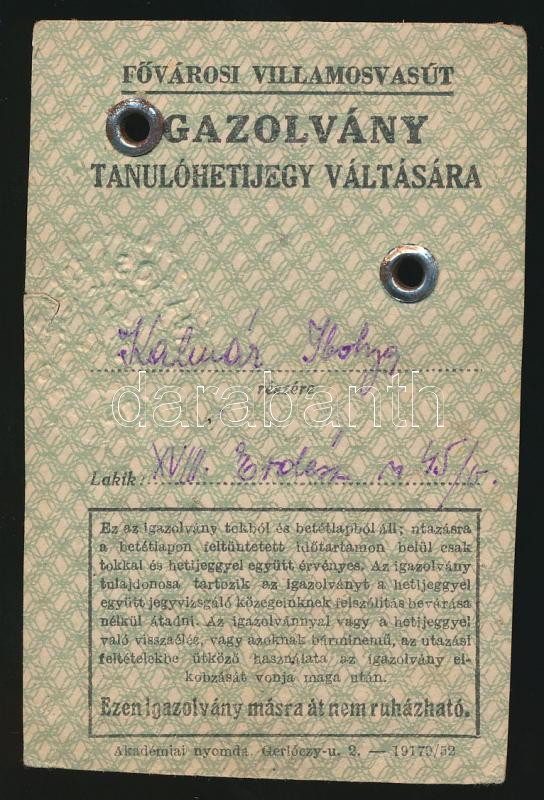 FŐVÁROSI VILLAMOSVASÚT
IGAZOLVÁNY
TANULÓHETIJEGY VÁLTÁSÁRA
Kalmár Ibolya
részére
Lakik: XVIII. Erdész u 45/b.
darabanth
Ez az igazolvány tokból és betétlapból áll; utazásra
a betétlapon feltüntetett időtartamon belül csak
tokkal és hetijeggyel együtt érvényes. Az igazolvány
tulajdonosa tartozik az igazolványt a hetijeggyel
együtt jegyvizsgáló közegeinknek felszólítás bevárása
nélkül átadni. Az igazolvánnyal vagy a hetijeggyel
való visszaélés, vagy azoknak bárminemű, az utazási
feltételekbe ütköző használata az igazolvány el-
kobzását vonja maga után.
Ezen igazolvány másra át nem ruházható.
Akadémiai nyomda, Gerlóczy-u. 2. — 19179/52